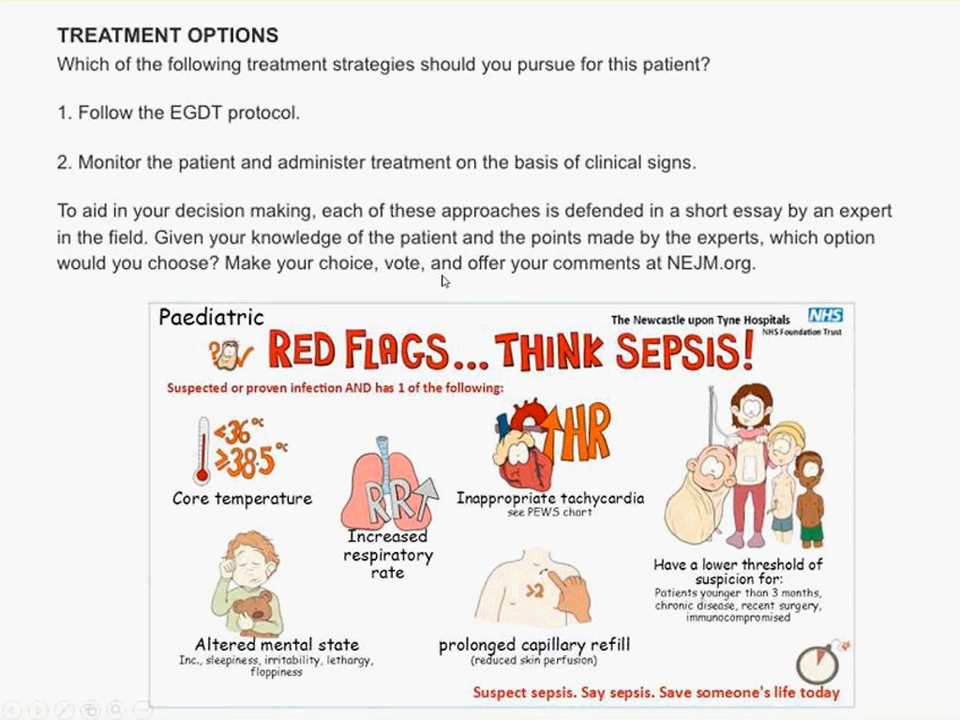 TREATMENT OPTIONS
Which of the following treatment strategies should you pursue for this patient?
1. Follow the EGDT protocol.
2. Monitor the patient and administer treatment on the basis of clinical signs.
To aid in your decision making, each of these approaches is defended in a short essay by an expert
in the field. Given your knowledge of the patient and the points made by the experts, which option
would you choose? Make your choice, vote, and offer your comments at NEJM.org.
Paediatric
The Newcastle upon Tyne Hospitals NHS
NHS Foundation Trust
RED FLAGS... THINK SEPSIS!
Suspected or proven infection AND has 1 of the following:
<36°C
≥38.5°C
Core temperature
RR↑
Increased
respiratory
rate
↑HR
Inappropriate tachycardia
see PEWS chart
Have a lower threshold of
suspicion for:
Patients younger than 3 months,
chronic disease, recent surgery,
immunocompromised
Altered mental state
Inc., sleepiness, irritability, lethargy,
floppiness
>2
prolonged capillary refill
(reduced skin perfusion)
Suspect sepsis. Say sepsis. Save someone's life today